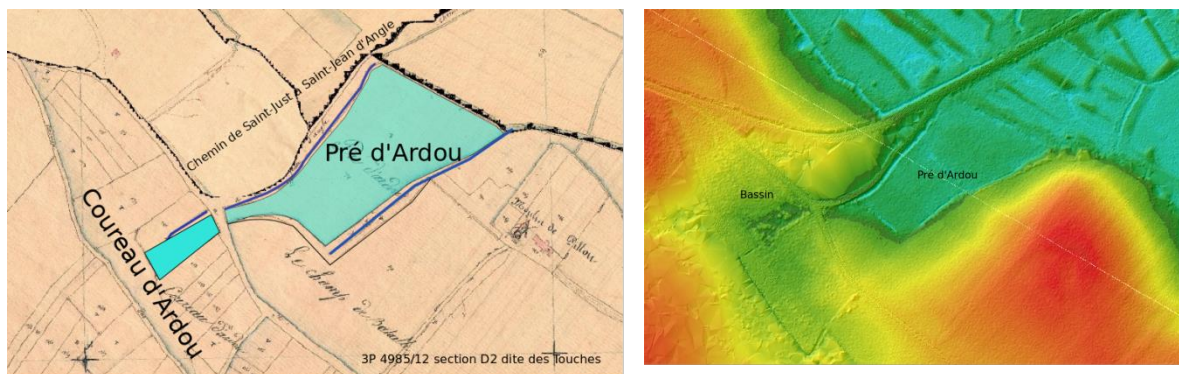 Chemin de Saint-Just à Saint-Jean d'Angle
Pré d'Ardou
Coureau d'Ardou
Le champ de
3P 4985/12 section D2 dite des Touches
Bassin
Pré d'Ardou